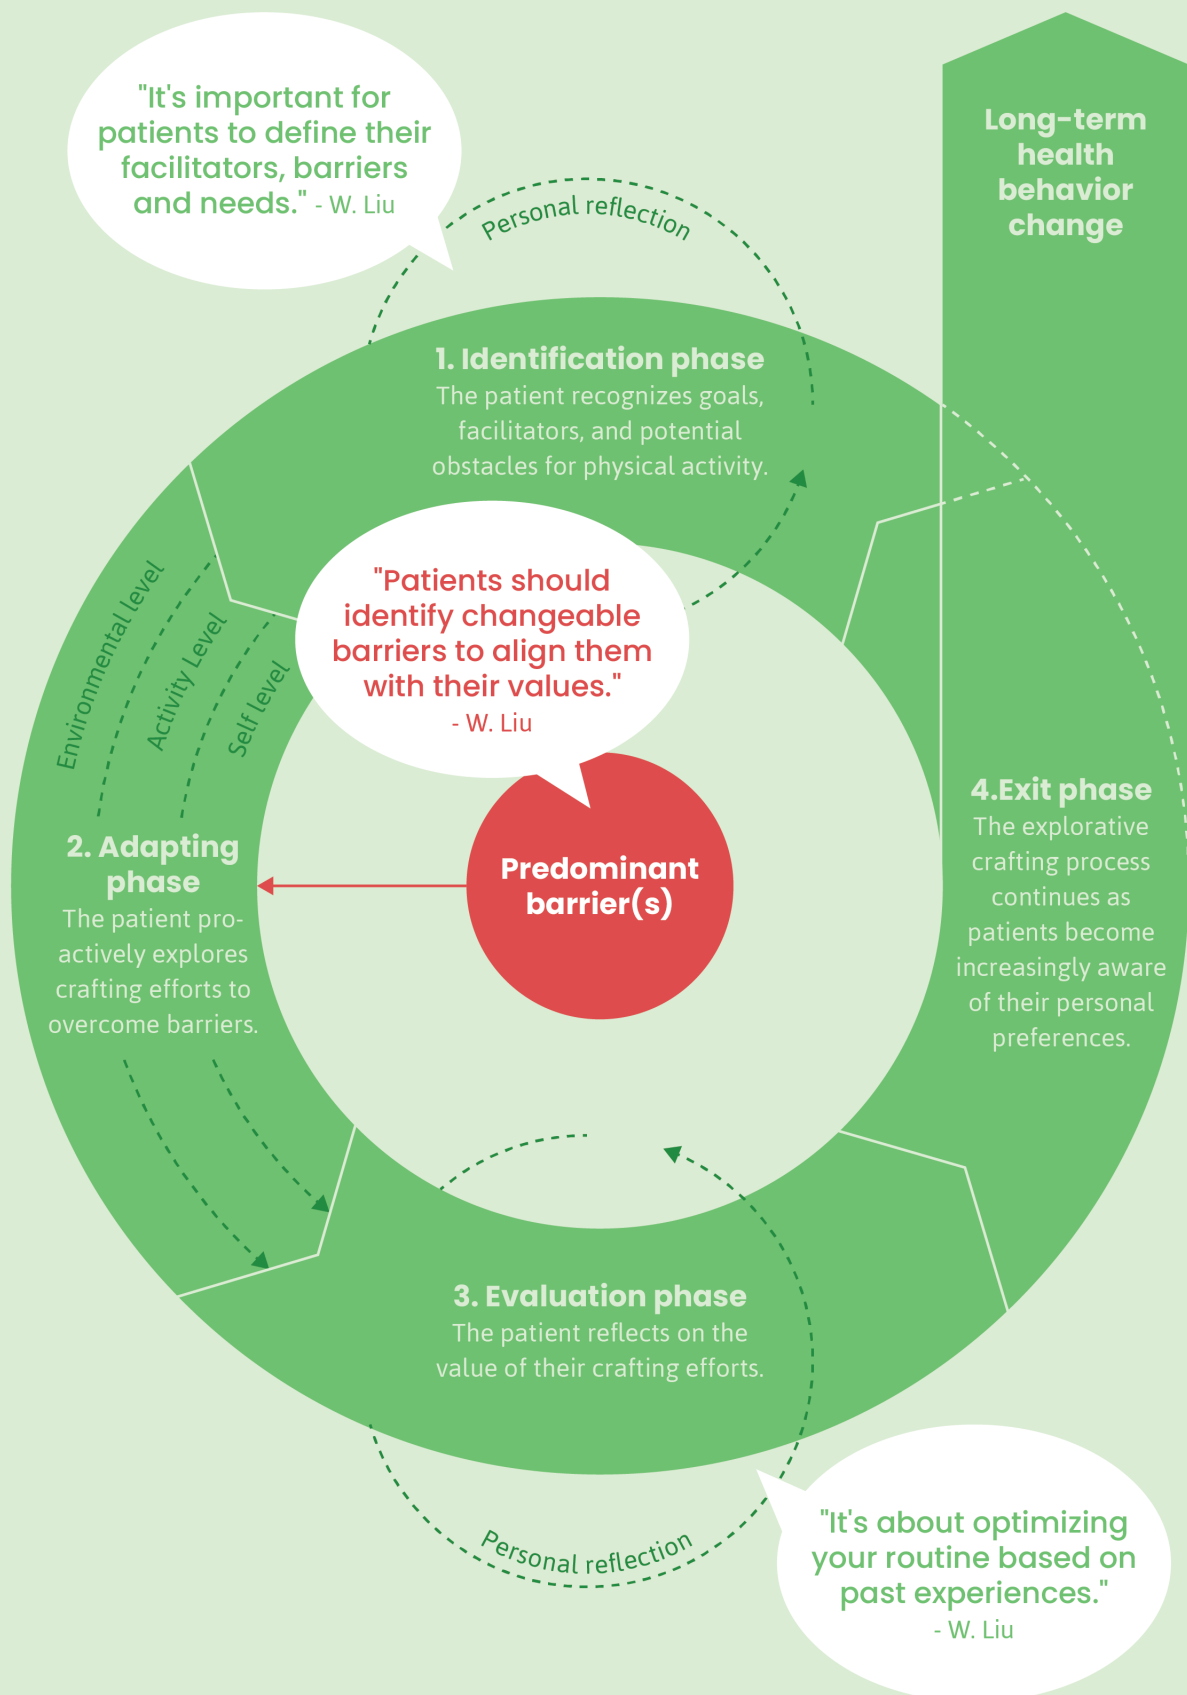 "It's important for
patients to define their
facilitators, barriers
and needs." - W. Liu
Long-term
health
behavior
change
Personal reflection
1. Identification phase
The patient recognizes goals,
facilitators, and potential
obstacles for physical activity.
"Patients should
identify changeable
barriers to align them
with their values."
- W. Liu
Environmental level
Activity Level
Self level
Predominant
barrier(s)
2. Adapting
phase
The patient pro-
actively explores
crafting efforts to
overcome barriers.
4.Exit phase
The explorative
crafting process
continues as
patients become
increasingly aware
of their personal
preferences.
3. Evaluation phase
The patient reflects on the
value of their crafting efforts.
Personal reflection
"It's about optimizing
your routine based on
past experiences."
- W. Liu